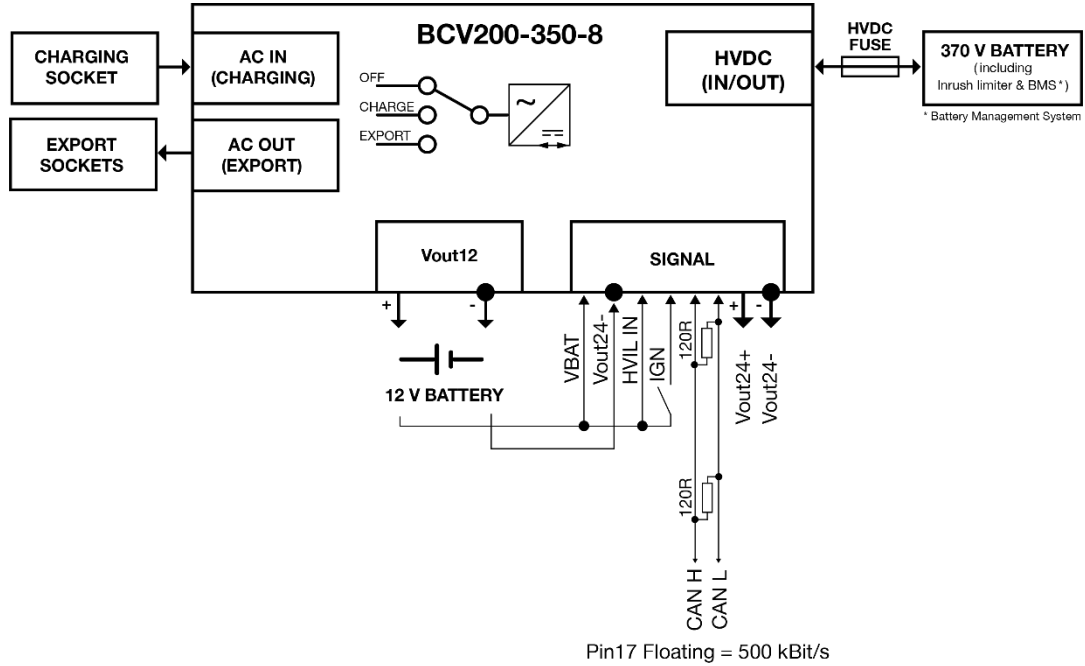 BCV200-350-8
CHARGING
SOCKET
AC IN
(CHARGING)
OFF
CHARGE
EXPORT
~
HVDC
(IN/OUT)
HVDC
FUSE
370 V BATTERY
(including
Inrush limiter & BMS*)
* Battery Management System
EXPORT
SOCKETS
AC OUT
(EXPORT)
Vout12
SIGNAL
+
-
+
-
VBAT
Vout24-
HVIL IN
IGN
120R
Vout24+
Vout24-
12 V BATTERY
120R
CAN H
CAN L
Pin17 Floating = 500 kBit/s